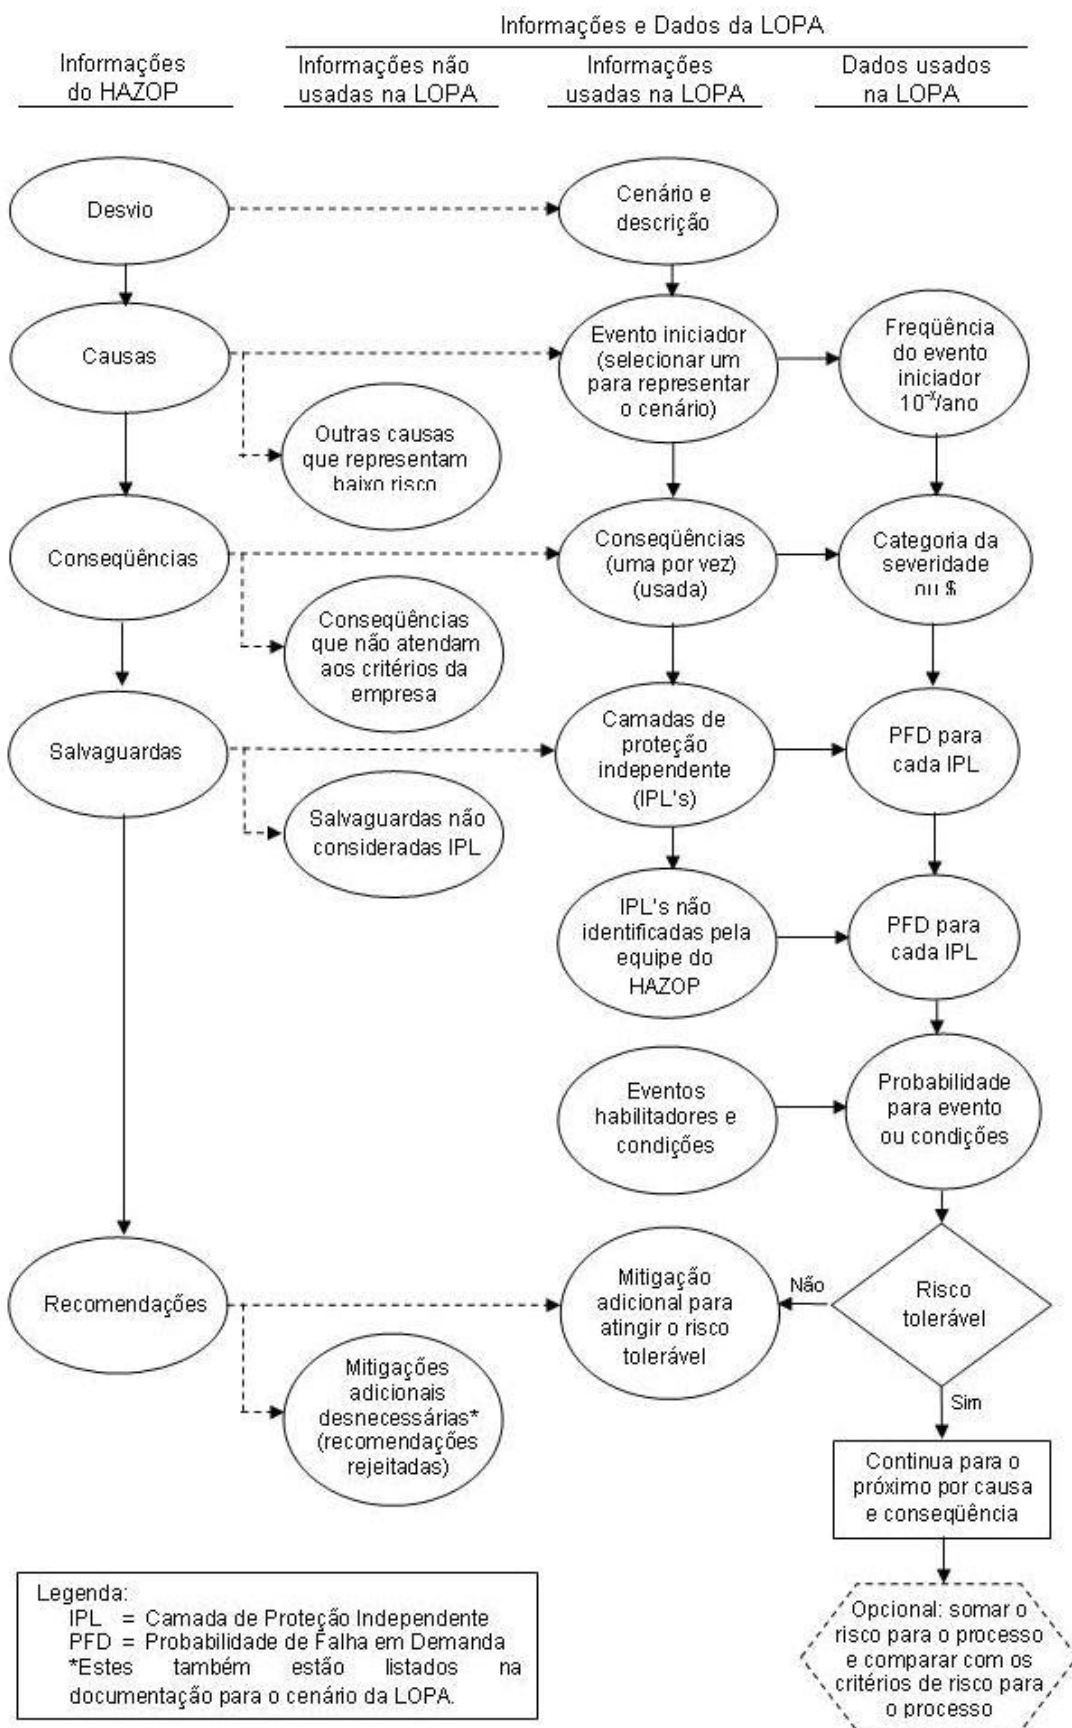 Informações e Dados da LOPA
Informações
do HAZOP
Informações não
usadas na LOPA
Informações
usadas na LOPA
Dados usados
na LOPA
Desvio
Cenário e
descrição
Causas
Evento iniciador
(selecionar um
para representar
o cenário)
Freqüência
do evento
iniciador
10⁻ˣ/ano
Outras causas
que representam
baixo risco
Conseqüências
Conseqüências
(uma por vez)
(usada)
Categoria da
severidade
ou $
Conseqüências
que não atendam
aos critérios da
empresa
Salvaguardas
Camadas de
proteção
independente
(IPL's)
PFD para
cada IPL
Salvaguardas não
consideradas IPL
IPL's não
identificadas pela
equipe do
HAZOP
PFD para
cada IPL
Eventos
habilitadores e
condições
Probabilidade
para evento
ou condições
Recomendações
Mitigação
adicional para
atingir o risco
tolerável
Não
Risco
tolerável
Mitigações
adicionais
desnecessárias*
(recomendações
rejeitadas)
Sim
Continua para o
próximo por causa
e conseqüência
Opcional: somar o
risco para o processo
e comparar com os
critérios de risco para
o processo
Legenda:
IPL = Camada de Proteção Independente
PFD = Probabilidade de Falha em Demanda
*Estes também estão listados na
documentação para o cenário da LOPA.